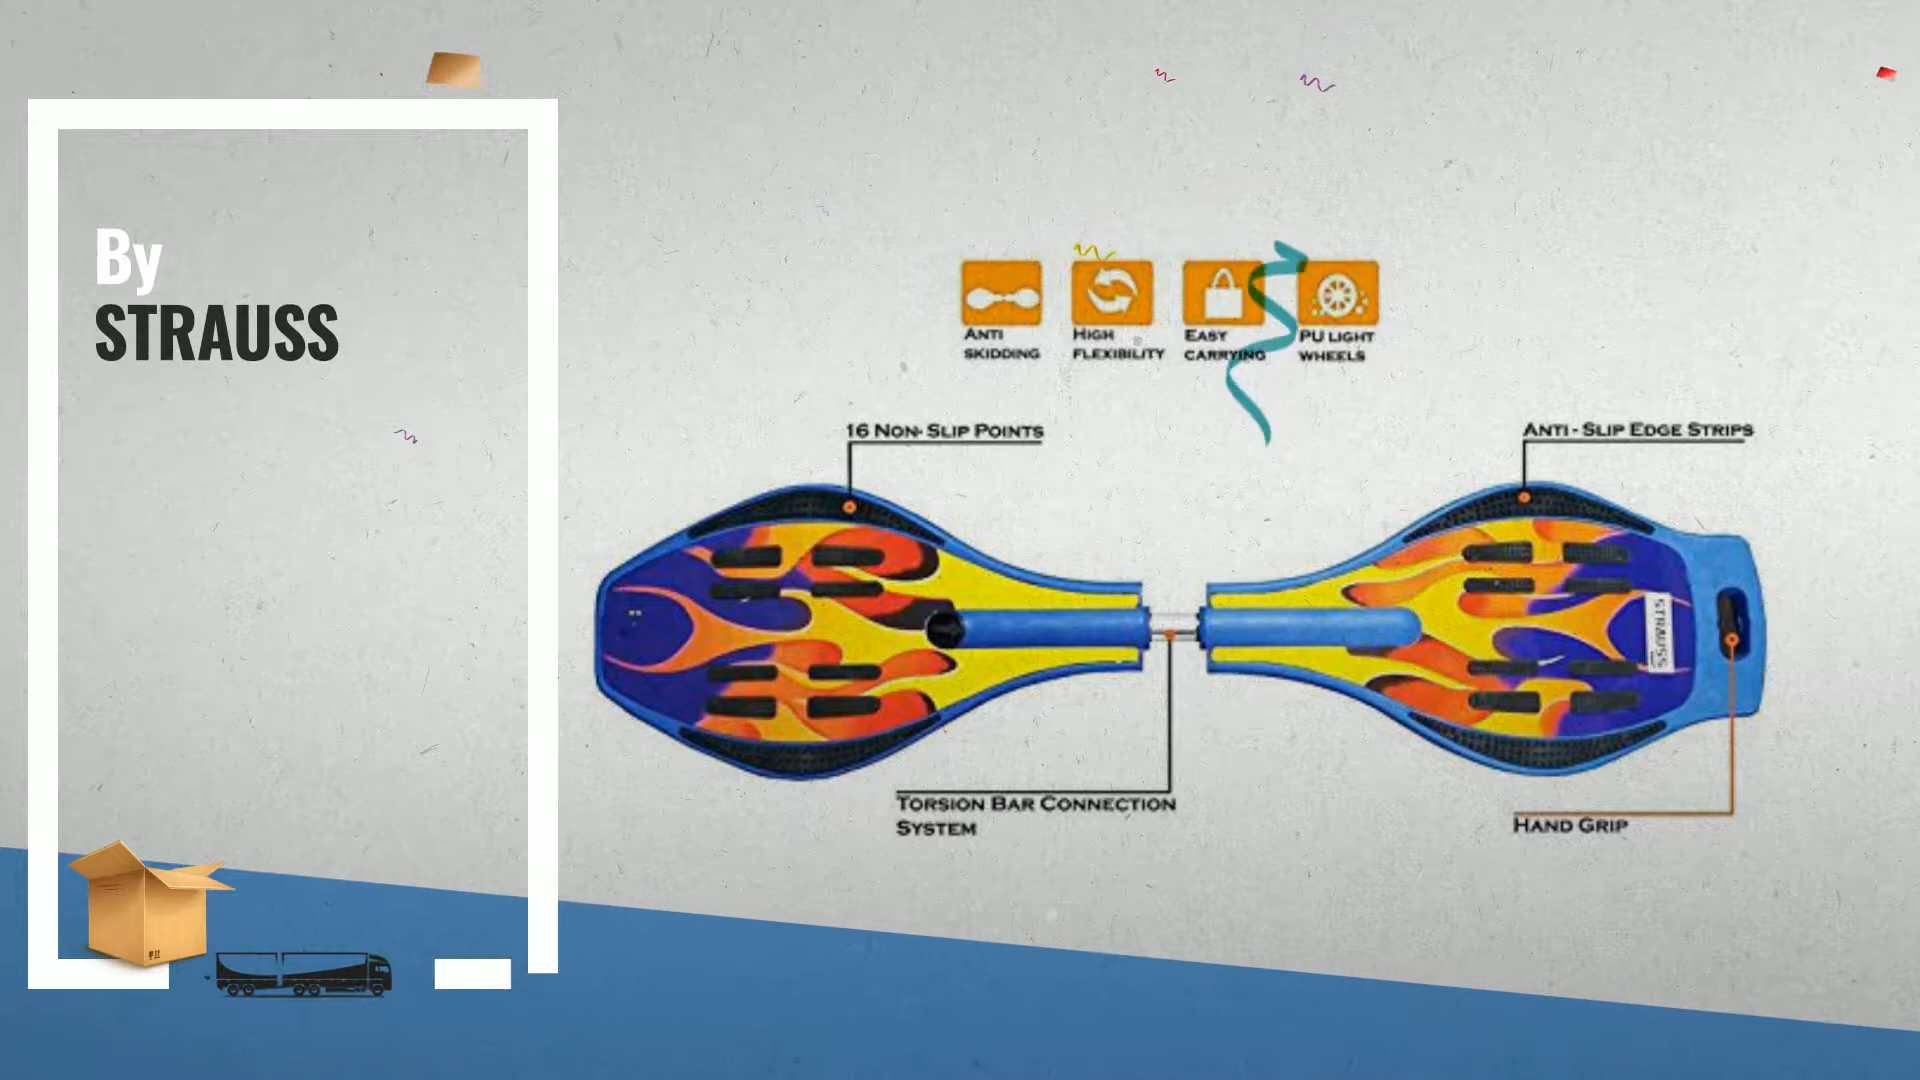 By
STRAUSS
ANTI
SKIDDING
HIGH
FLEXIBILITY
EASY
CARRYING
PU LIGHT
WHEELS
16 NON-SLIP POINTS
ANTI - SLIP EDGE STRIPS
STRAUSS
TORSION BAR CONNECTION
SYSTEM
HAND GRIP